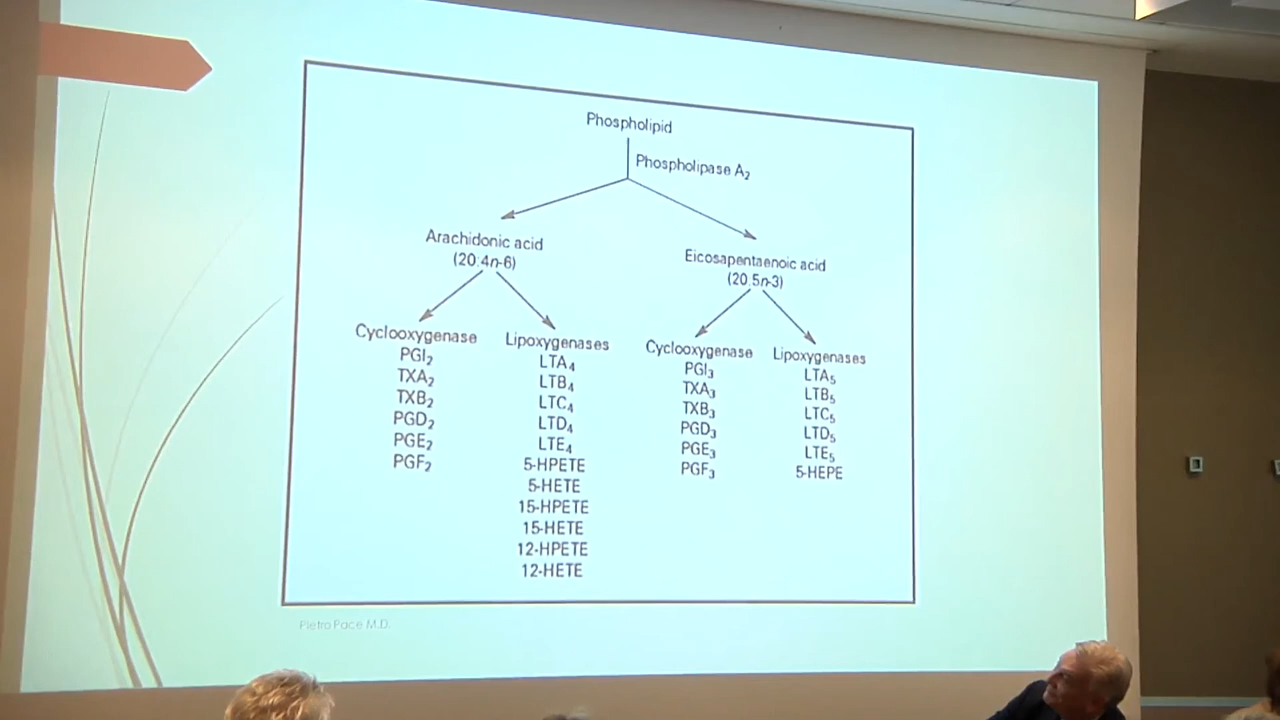 Phospholipid
Phospholipase A₂
Arachidonic acid
(20:4n-6)
Eicosapentaenoic acid
(20:5n-3)
Cyclooxygenase
PGI₂
TXA₂
TXB₂
PGD₂
PGE₂
PGF₂
Lipoxygenases
LTA₄
LTB₄
LTC₄
LTD₄
LTE₄
5-HPETE
5-HETE
15-HPETE
15-HETE
12-HPETE
12-HETE
Cyclooxygenase
PGI₃
TXA₃
TXB₃
PGD₃
PGE₃
PGF₃
Lipoxygenases
LTA₅
LTB₅
LTC₅
LTD₅
LTE₅
5-HEPE
Pietro Pace M.D.